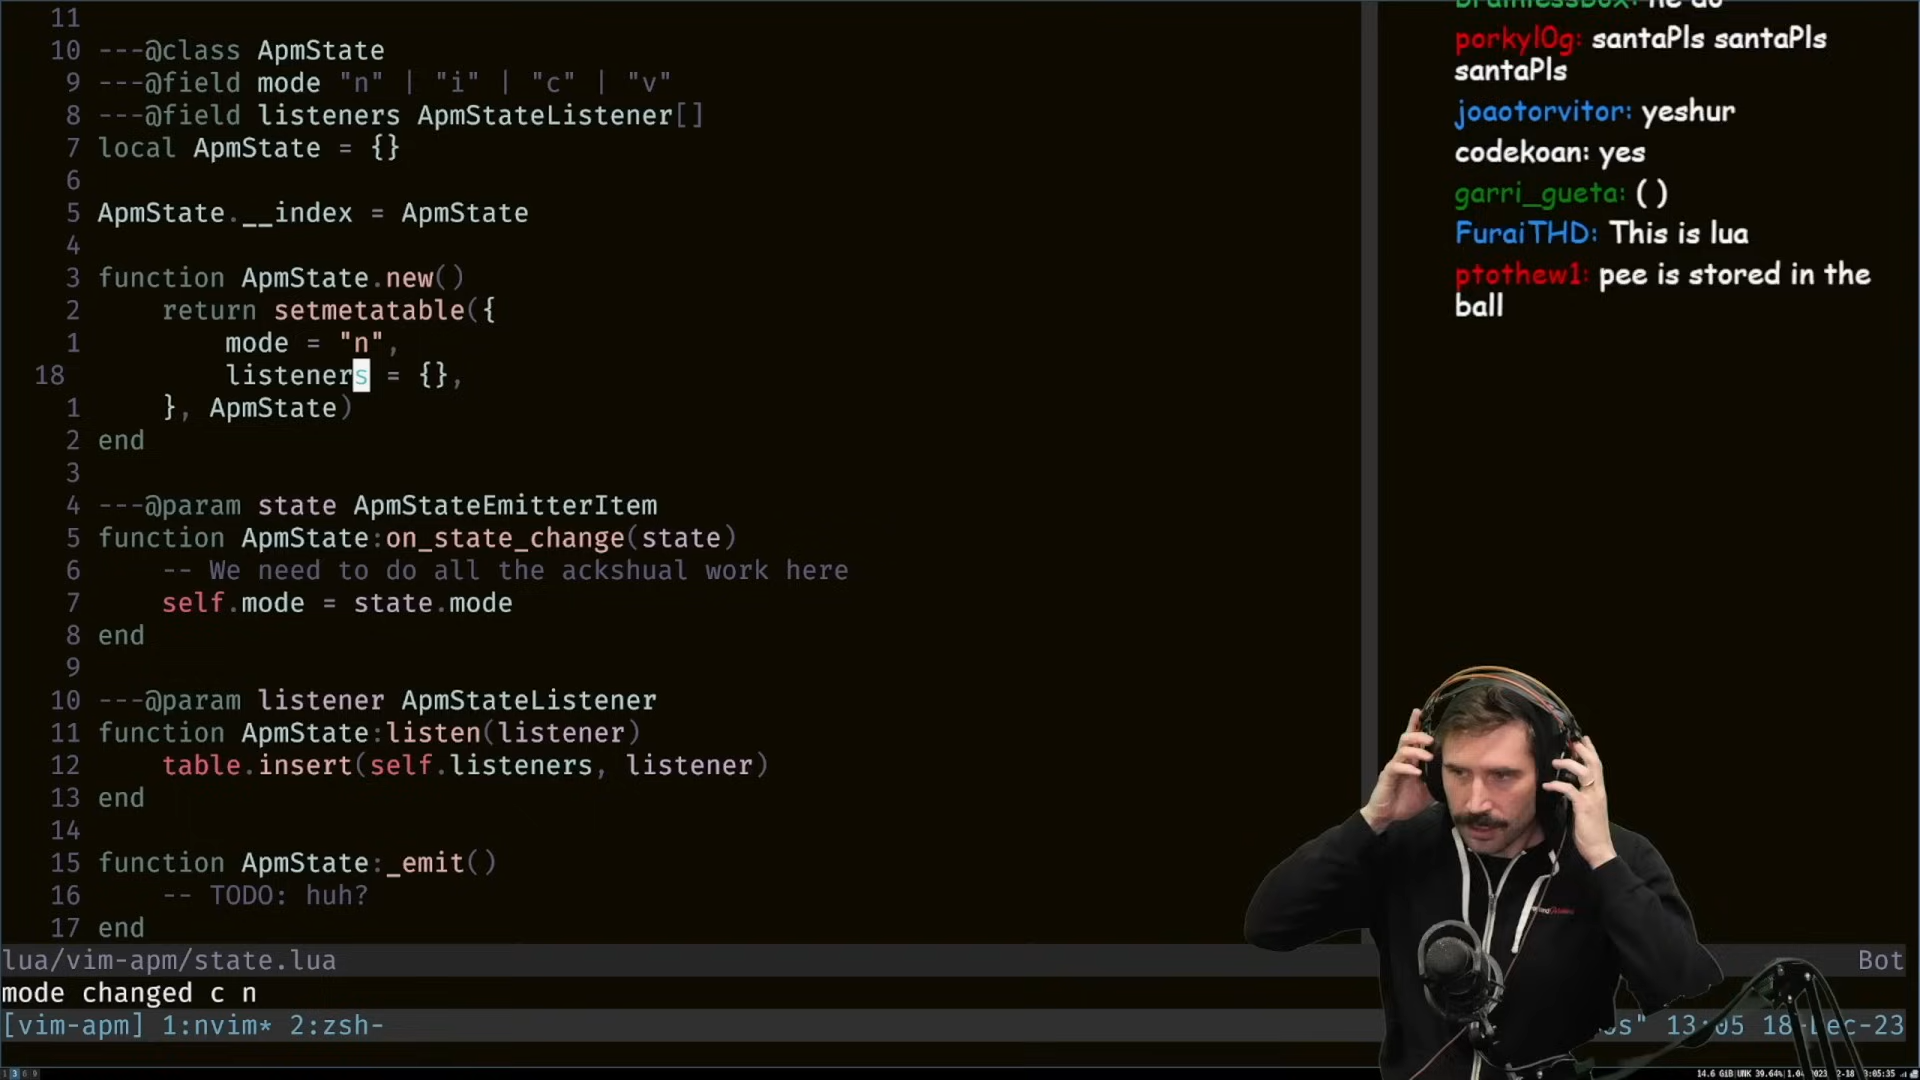 11
10 ---@class ApmState
9 ---@field mode "n" | "i" | "c" | "v"
8 ---@field listeners ApmStateListener[]
7 local ApmState = {}
6
5 ApmState.__index = ApmState
4
3 function ApmState.new()
2     return setmetatable({
1         mode = "n",
18         listeners = {},
1     }, ApmState)
2 end
3
4 ---@param state ApmStateEmitterItem
5 function ApmState:on_state_change(state)
6     -- We need to do all the ackshual work here
7     self.mode = state.mode
8 end
9
10 ---@param listener ApmStateListener
11 function ApmState:listen(listener)
12     table.insert(self.listeners, listener)
13 end
14
15 function ApmState:_emit()
16     -- TODO: huh?
17 end
lua/vim-apm/state.lua Bot
mode changed c n
[vim-apm] 1:nvim* 2:zsh- 13:05 18-Dec-23
brainlessbox: he do
porkyl0g: santaPls santaPls
santaPls
joaotorvitor: yeshur
codekoan: yes
garri_gueta: ( )
FuraiTHD: This is lua
ptothew1: pee is stored in the
ball